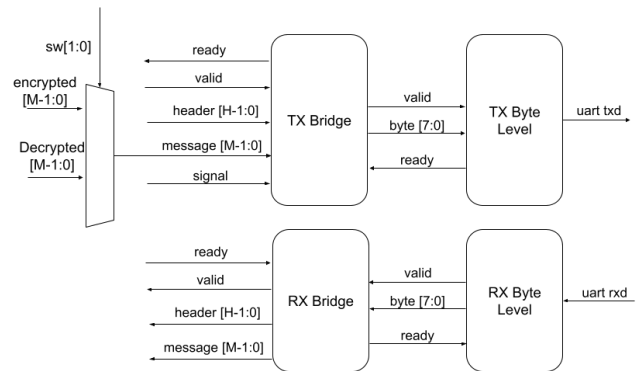 sw[1:0]
encrypted
[M-1:0]
Decrypted
[M-1:0]
ready
valid
header [H-1:0]
message [M-1:0]
signal
TX Bridge
valid
byte [7:0]
ready
TX Byte
Level
uart txd
ready
valid
header [H-1:0]
message [M-1:0]
RX Bridge
valid
byte [7:0]
ready
RX Byte
Level
uart rxd